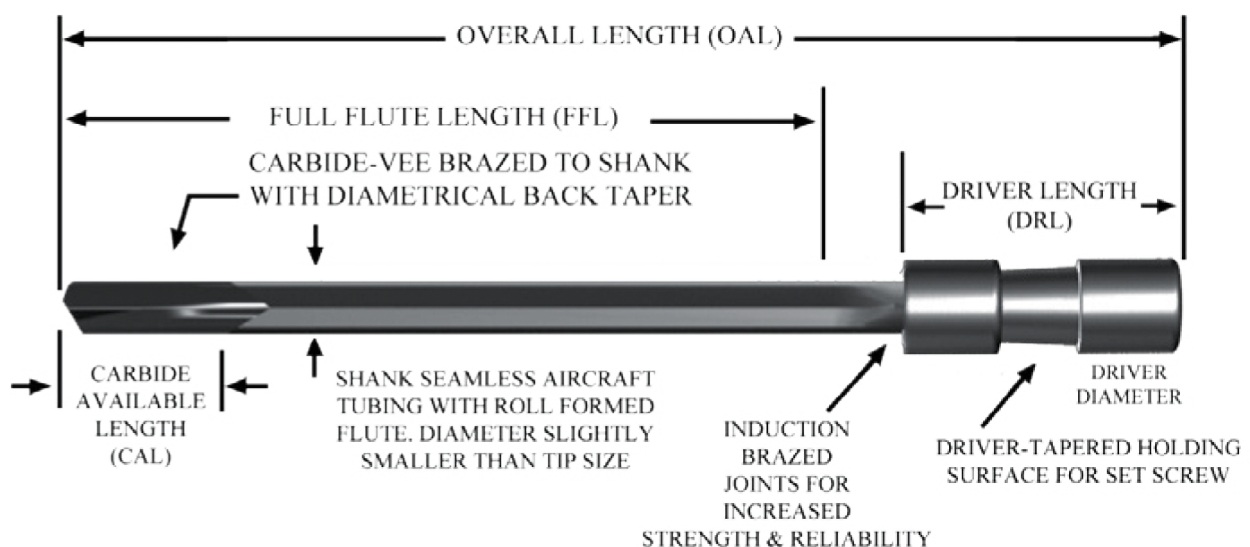 OVERALL LENGTH (OAL)
FULL FLUTE LENGTH (FFL)
CARBIDE-VEE BRAZED TO SHANK
WITH DIAMETRICAL BACK TAPER
DRIVER LENGTH
(DRL)
CARBIDE
AVAILABLE
LENGTH
(CAL)
SHANK SEAMLESS AIRCRAFT
TUBING WITH ROLL FORMED
FLUTE. DIAMETER SLIGHTLY
SMALLER THAN TIP SIZE
INDUCTION
BRAZED
JOINTS FOR
INCREASED
STRENGTH & RELIABILITY
DRIVER
DIAMETER
DRIVER-TAPERED HOLDING
SURFACE FOR SET SCREW